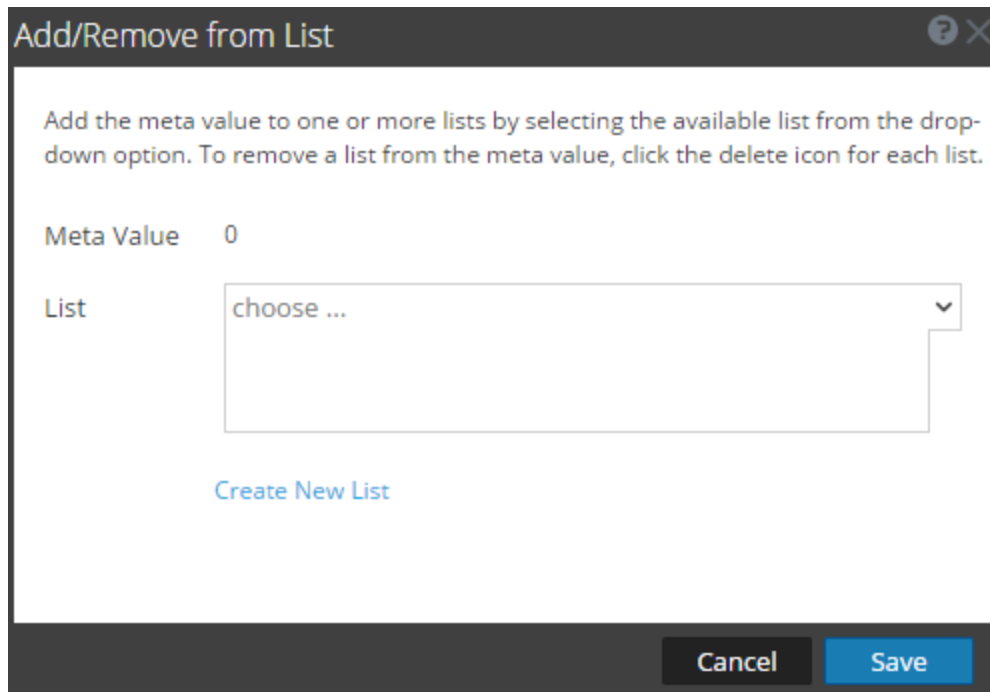 Add/Remove from List
Add the meta value to one or more lists by selecting the available list from the drop-
down option. To remove a list from the meta value, click the delete icon for each list.
Meta Value 0
List choose ...
Create New List
Cancel Save